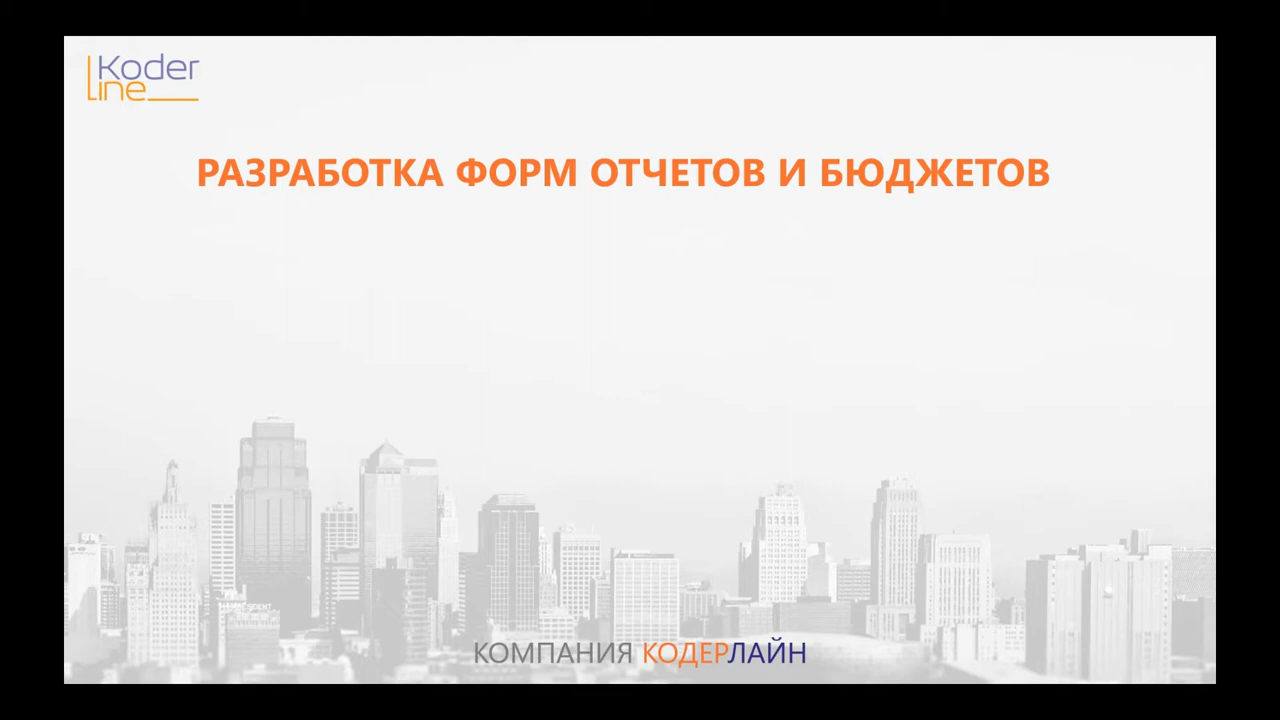 Koder
Line
РАЗРАБОТКА ФОРМ ОТЧЕТОВ И БЮДЖЕТОВ
КОМПАНИЯ КОДЕРЛАЙН